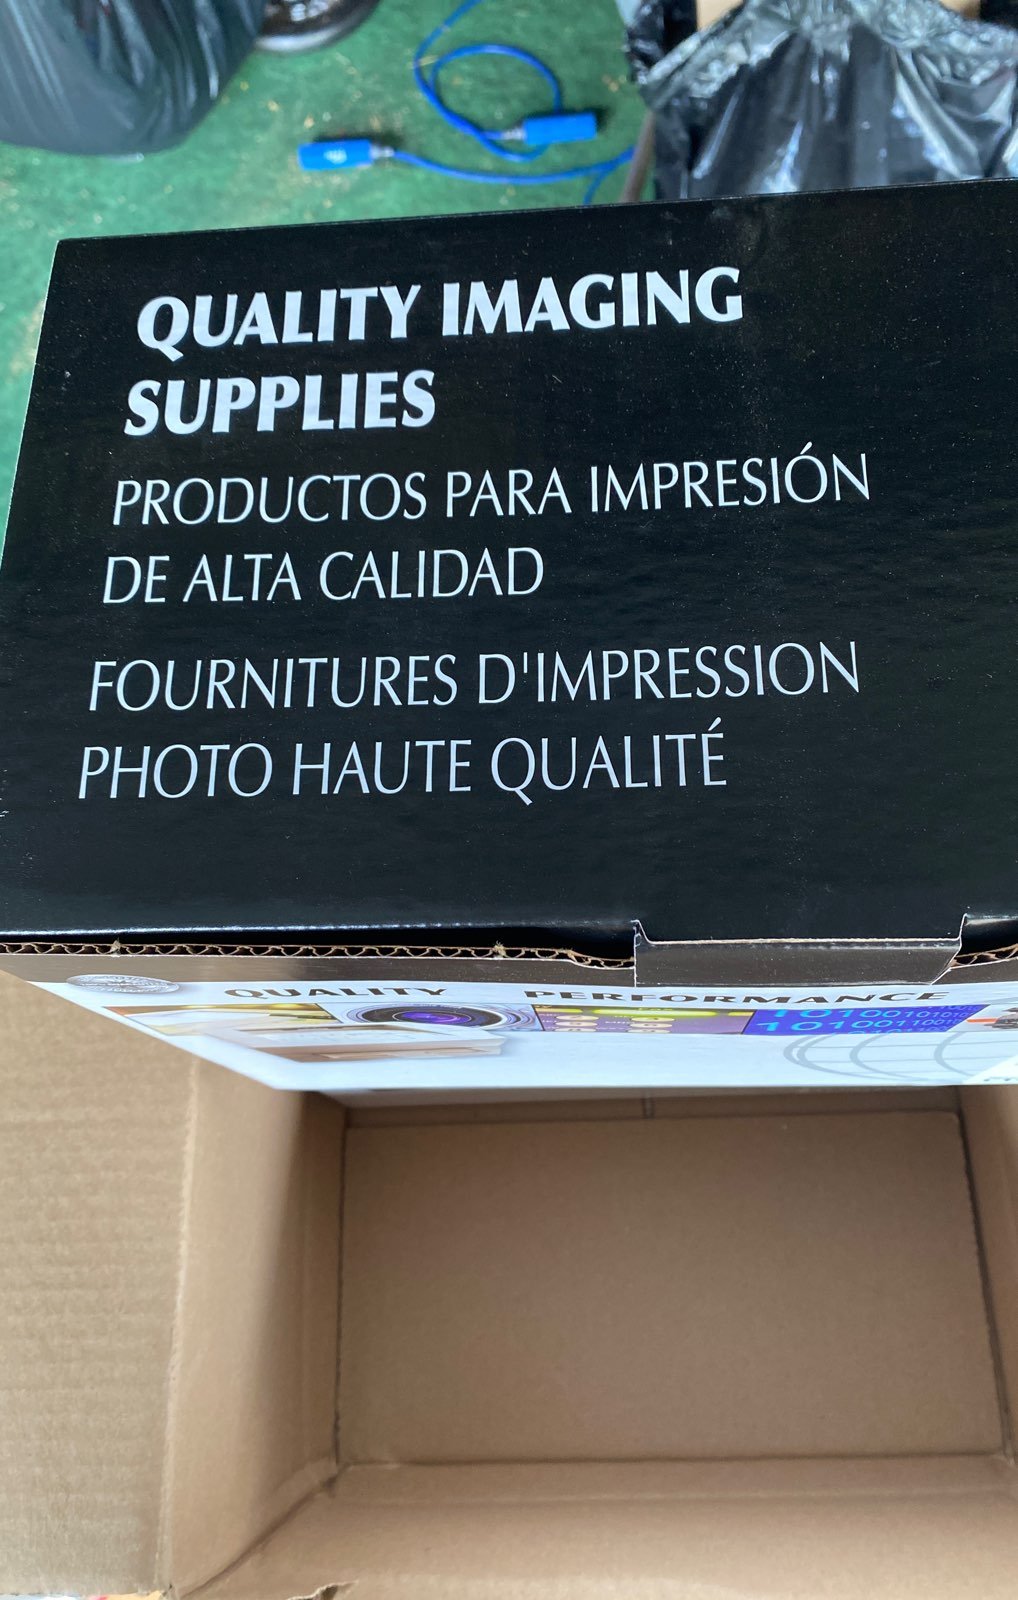 QUALITY IMAGING
SUPPLIES
PRODUCTOS PARA IMPRESIÓN
DE ALTA CALIDAD
FOURNITURES D'IMPRESSION
PHOTO HAUTE QUALITÉ
QUALITY PERFORMANCE